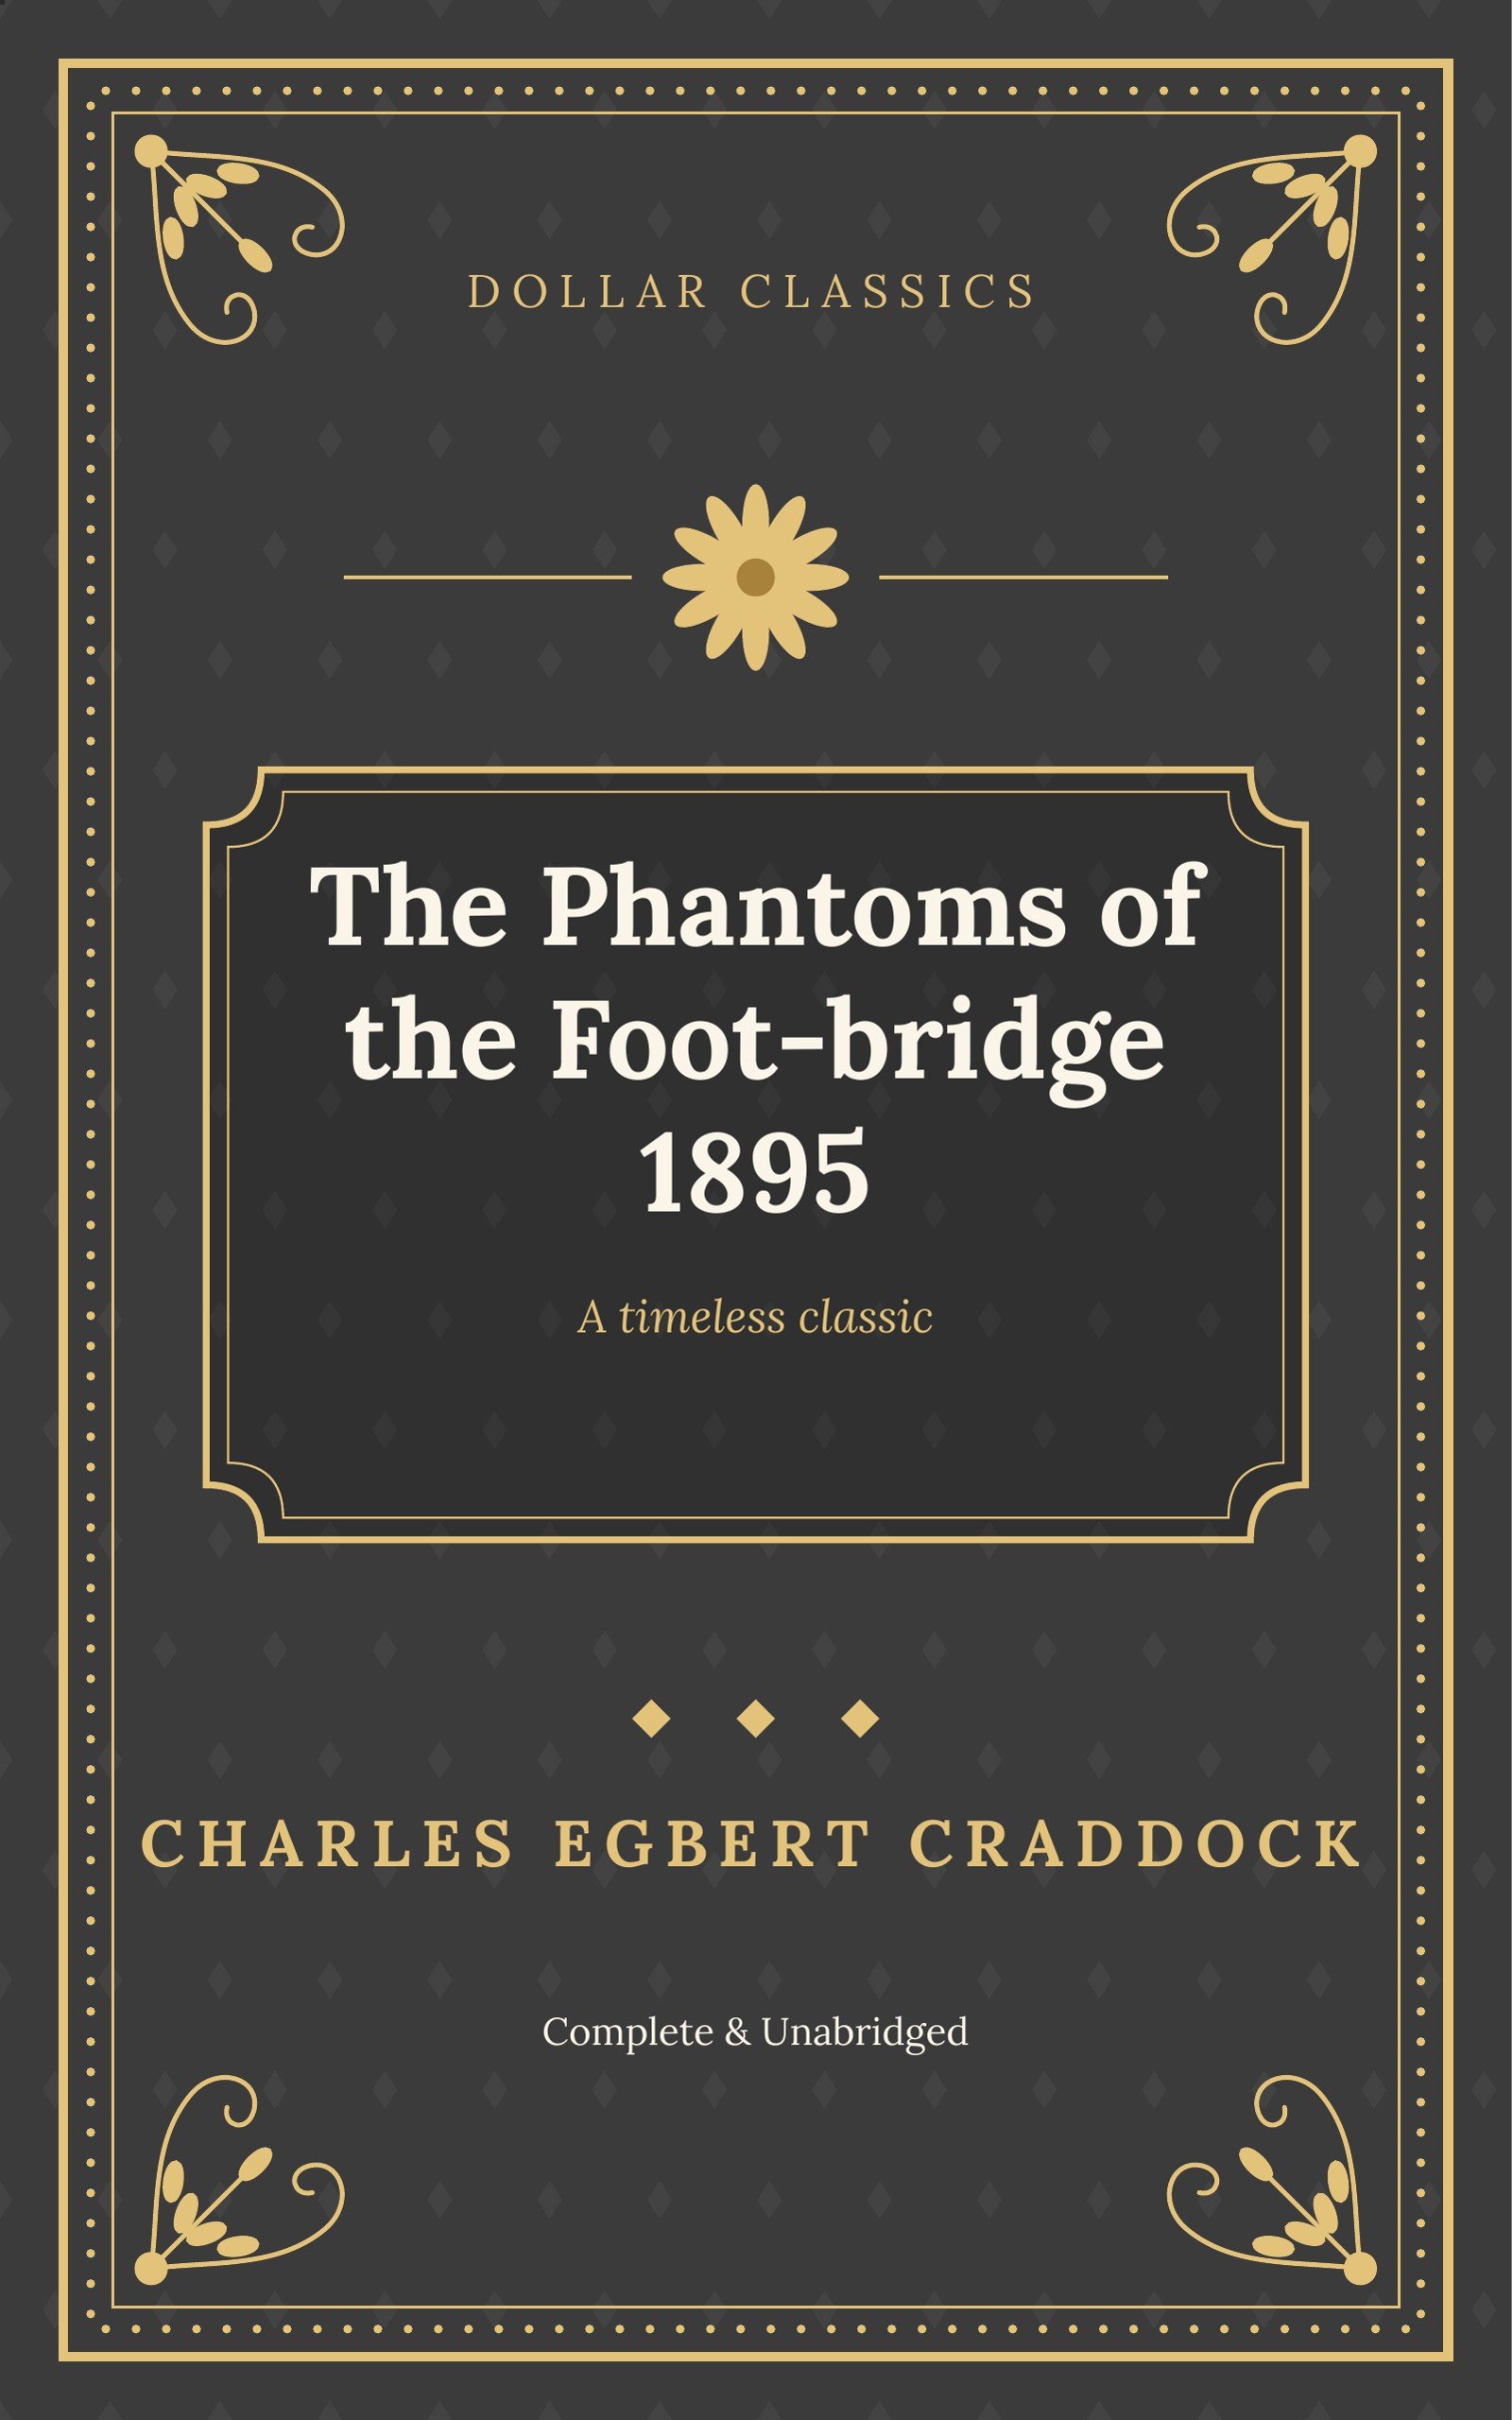 DOLLAR CLASSICS
The Phantoms of
the Foot-bridge
1895
A timeless classic
CHARLES EGBERT CRADDOCK
Complete & Unabridged